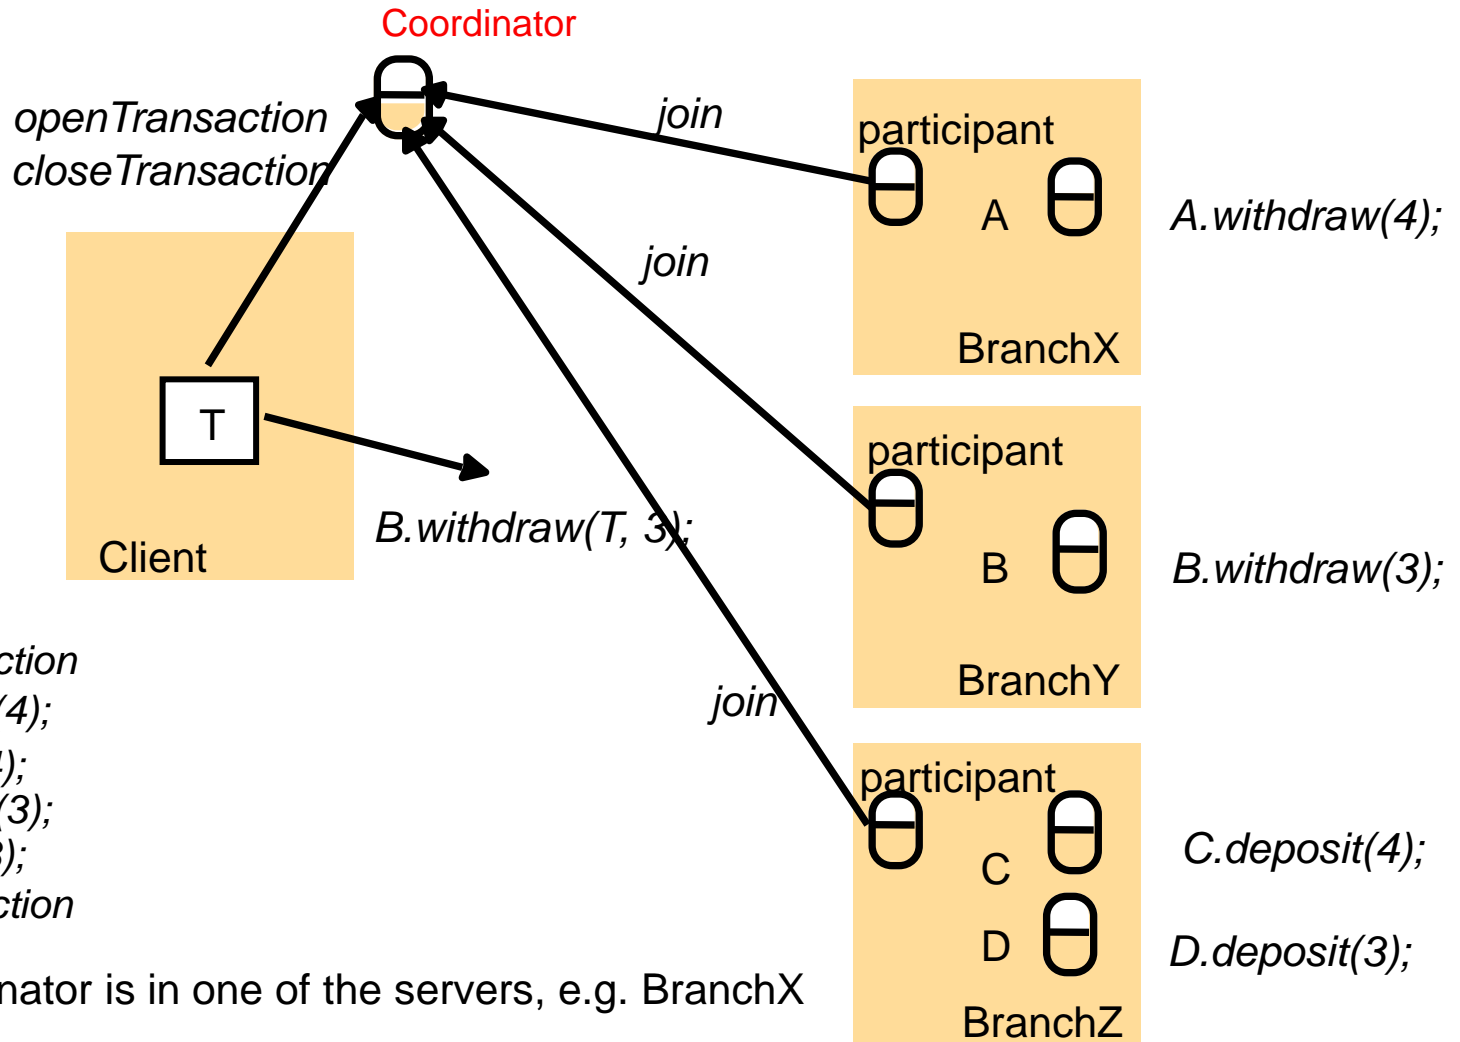 Coordinator
openTransaction
closeTransaction
join
participant
A
A.withdraw(4);
BranchX
join
T
Client
B.withdraw(T, 3);
participant
B
B.withdraw(3);
BranchY
join
participant
C
C.deposit(4);
D
D.deposit(3);
BranchZ
ction
(4);
);
(3);
);
ction
nator is in one of the servers, e.g. BranchX